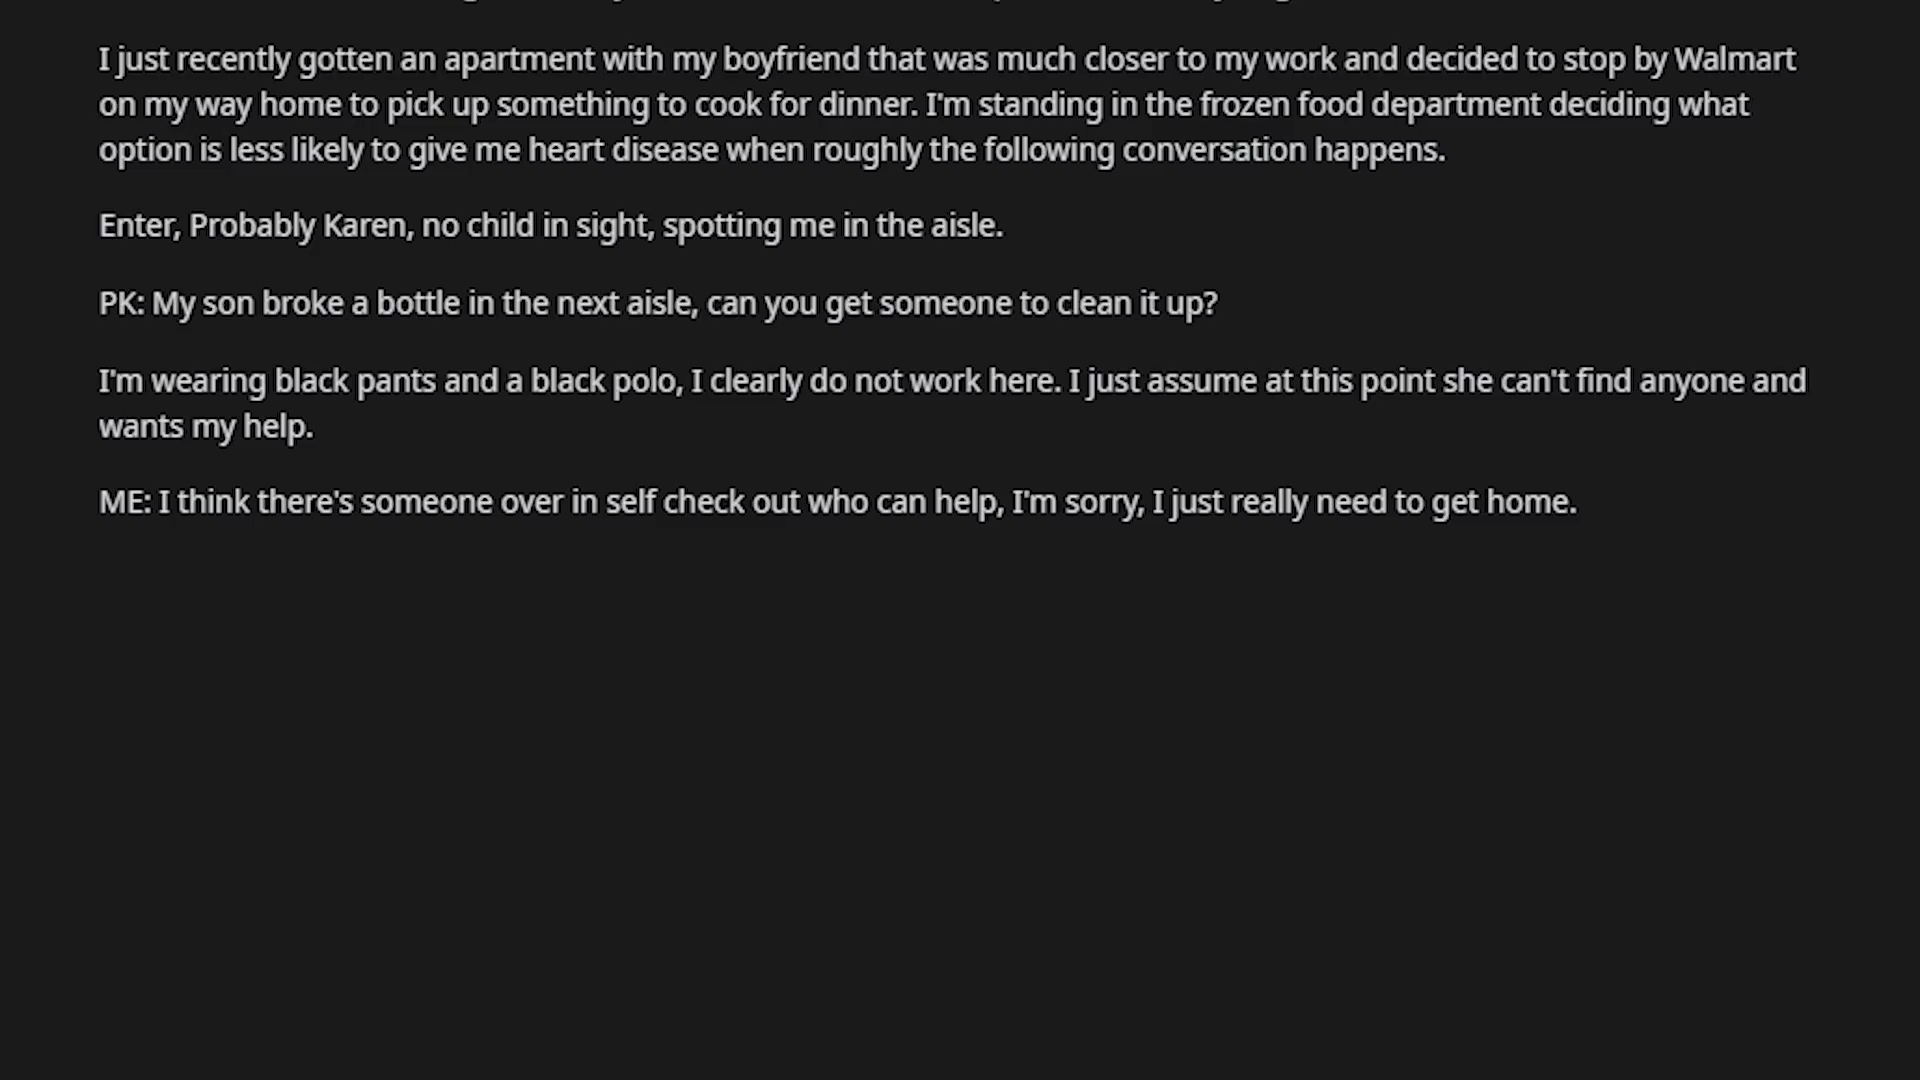 I just recently gotten an apartment with my boyfriend that was much closer to my work and decided to stop by Walmart
on my way home to pick up something to cook for dinner. I'm standing in the frozen food department deciding what
option is less likely to give me heart disease when roughly the following conversation happens.
Enter, Probably Karen, no child in sight, spotting me in the aisle.
PK: My son broke a bottle in the next aisle, can you get someone to clean it up?
I'm wearing black pants and a black polo, I clearly do not work here. I just assume at this point she can't find anyone and
wants my help.
ME: I think there's someone over in self check out who can help, I'm sorry, I just really need to get home.